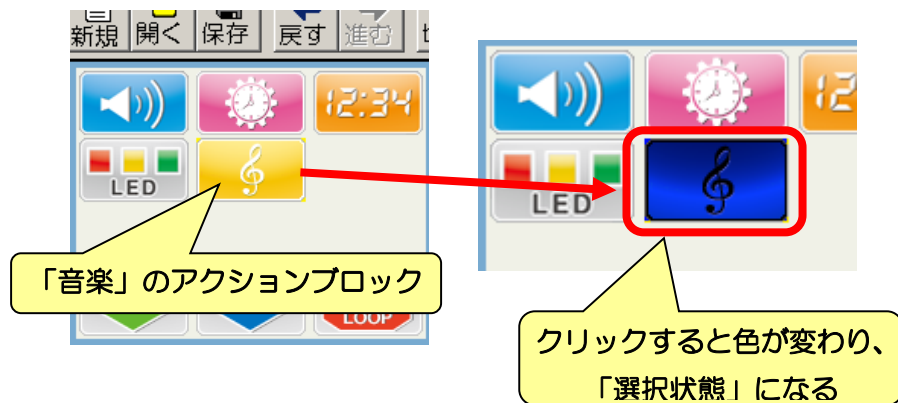 新規 開く 保存 戻す 進む
12:34
12
LED
LED
「音楽」のアクションブロック
LOOP
クリックすると色が変わり、
「選択状態」になる